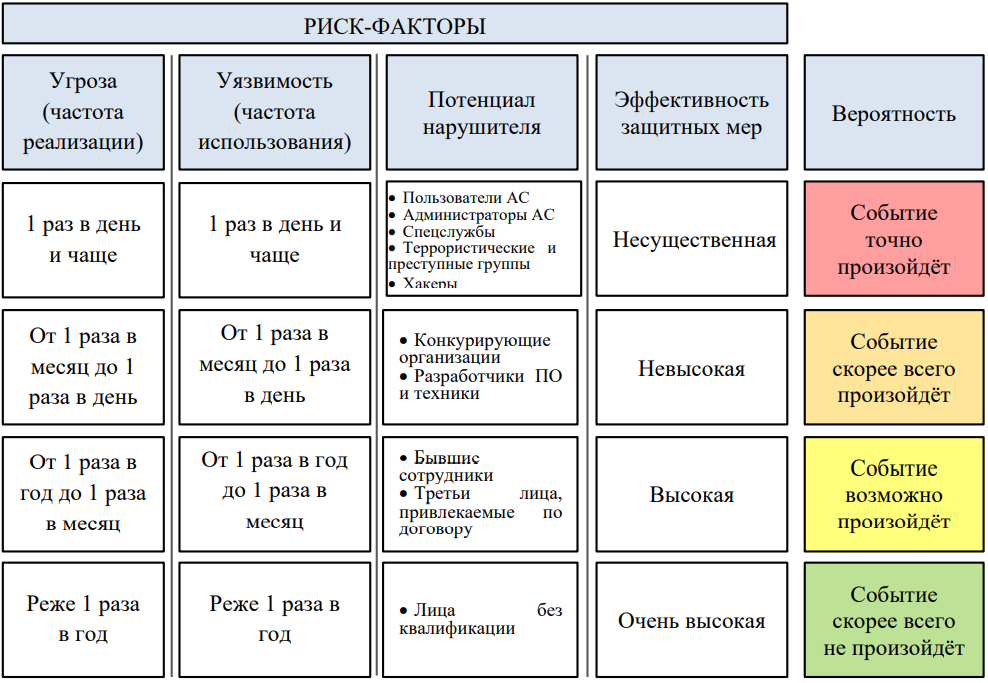 РИСК-ФАКТОРЫ
Угроза
(частота
реализации)
Уязвимость
(частота
использования)
Потенциал
нарушителя
Эффективность
защитных мер
Вероятность
1 раз в день
и чаще
1 раз в день и
чаще
• Пользователи АС
• Администраторы АС
• Спецслужбы
• Террористические и
преступные группы
• Хакеры
Несущественная
Событие
точно
произойдёт
От 1 раза в
месяц до 1
раза в день
От 1 раза в
месяц до 1 раза
в день
• Конкурирующие
организации
• Разработчики ПО
и техники
Невысокая
Событие
скорее всего
произойдёт
От 1 раза в
год до 1 раза
в месяц
От 1 раза в год
до 1 раза в
месяц
• Бывшие
сотрудники
• Третьи лица,
привлекаемые по
договору
Высокая
Событие
возможно
произойдёт
Реже 1 раза
в год
Реже 1 раза в
год
• Лица без
квалификации
Очень высокая
Событие
скорее всего
не произойдёт